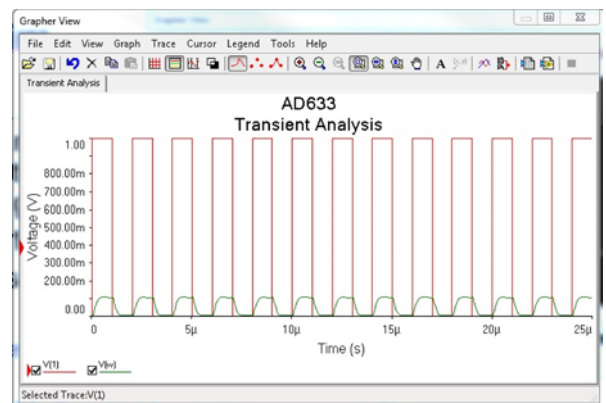 Grapher View
File Edit View Graph Trace Cursor Legend Tools Help
Transient Analysis
AD633
Transient Analysis
Voltage (V)
1.00
800.00m
700.00m
600.00m
500.00m
400.00m
300.00m
200.00m
0.00
0 5µ 10µ 15µ 20µ 25µ
Time (s)
V(1) V(w)
Selected Trace:V(1)